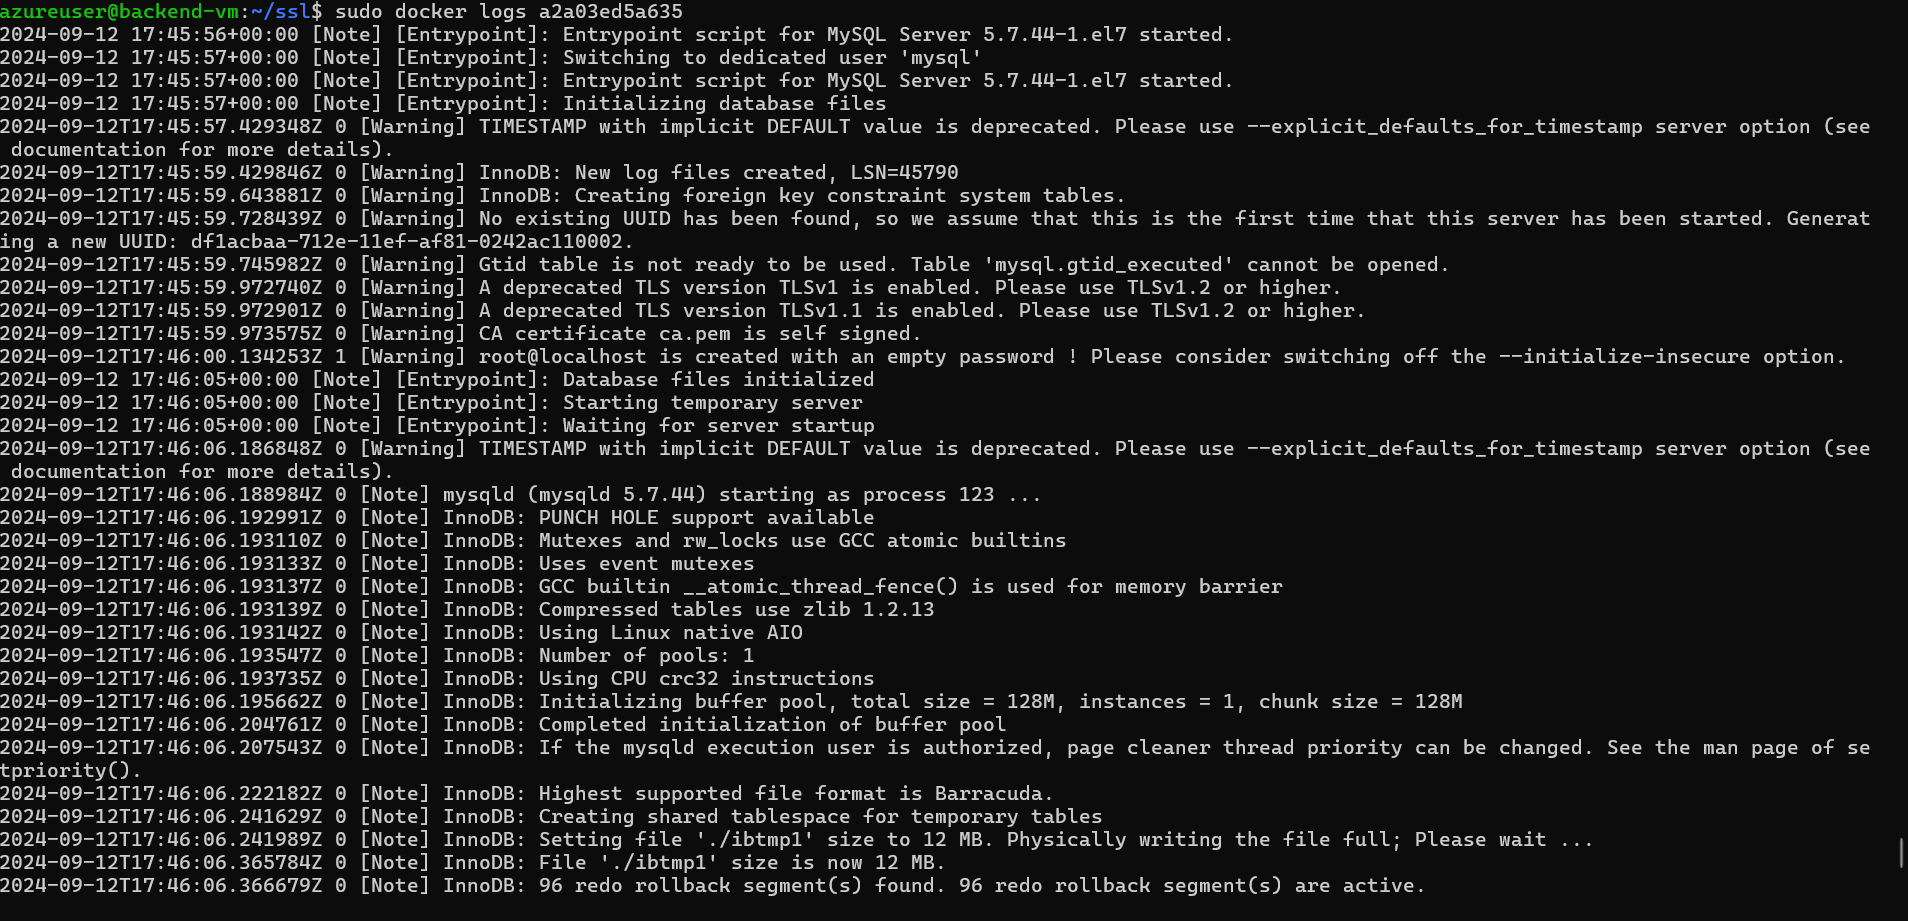 azureuser@backend-vm:~/ssl$ sudo docker logs a2a03ed5a635
2024-09-12 17:45:56+00:00 [Note] [Entrypoint]: Entrypoint script for MySQL Server 5.7.44-1.el7 started.
2024-09-12 17:45:57+00:00 [Note] [Entrypoint]: Switching to dedicated user 'mysql'
2024-09-12 17:45:57+00:00 [Note] [Entrypoint]: Entrypoint script for MySQL Server 5.7.44-1.el7 started.
2024-09-12 17:45:57+00:00 [Note] [Entrypoint]: Initializing database files
2024-09-12T17:45:57.429348Z 0 [Warning] TIMESTAMP with implicit DEFAULT value is deprecated. Please use --explicit_defaults_for_timestamp server option (see
 documentation for more details).
2024-09-12T17:45:59.429846Z 0 [Warning] InnoDB: New log files created, LSN=45790
2024-09-12T17:45:59.643881Z 0 [Warning] InnoDB: Creating foreign key constraint system tables.
2024-09-12T17:45:59.728439Z 0 [Warning] No existing UUID has been found, so we assume that this is the first time that this server has been started. Generat
ing a new UUID: df1acbaa-712e-11ef-af81-0242ac110002.
2024-09-12T17:45:59.745982Z 0 [Warning] Gtid table is not ready to be used. Table 'mysql.gtid_executed' cannot be opened.
2024-09-12T17:45:59.972740Z 0 [Warning] A deprecated TLS version TLSv1 is enabled. Please use TLSv1.2 or higher.
2024-09-12T17:45:59.972901Z 0 [Warning] A deprecated TLS version TLSv1.1 is enabled. Please use TLSv1.2 or higher.
2024-09-12T17:45:59.973575Z 0 [Warning] CA certificate ca.pem is self signed.
2024-09-12T17:46:00.134253Z 1 [Warning] root@localhost is created with an empty password ! Please consider switching off the --initialize-insecure option.
2024-09-12 17:46:05+00:00 [Note] [Entrypoint]: Database files initialized
2024-09-12 17:46:05+00:00 [Note] [Entrypoint]: Starting temporary server
2024-09-12 17:46:05+00:00 [Note] [Entrypoint]: Waiting for server startup
2024-09-12T17:46:06.186848Z 0 [Warning] TIMESTAMP with implicit DEFAULT value is deprecated. Please use --explicit_defaults_for_timestamp server option (see
 documentation for more details).
2024-09-12T17:46:06.188984Z 0 [Note] mysqld (mysqld 5.7.44) starting as process 123 ...
2024-09-12T17:46:06.192991Z 0 [Note] InnoDB: PUNCH HOLE support available
2024-09-12T17:46:06.193110Z 0 [Note] InnoDB: Mutexes and rw_locks use GCC atomic builtins
2024-09-12T17:46:06.193133Z 0 [Note] InnoDB: Uses event mutexes
2024-09-12T17:46:06.193137Z 0 [Note] InnoDB: GCC builtin __atomic_thread_fence() is used for memory barrier
2024-09-12T17:46:06.193139Z 0 [Note] InnoDB: Compressed tables use zlib 1.2.13
2024-09-12T17:46:06.193142Z 0 [Note] InnoDB: Using Linux native AIO
2024-09-12T17:46:06.193547Z 0 [Note] InnoDB: Number of pools: 1
2024-09-12T17:46:06.193735Z 0 [Note] InnoDB: Using CPU crc32 instructions
2024-09-12T17:46:06.195662Z 0 [Note] InnoDB: Initializing buffer pool, total size = 128M, instances = 1, chunk size = 128M
2024-09-12T17:46:06.204761Z 0 [Note] InnoDB: Completed initialization of buffer pool
2024-09-12T17:46:06.207543Z 0 [Note] InnoDB: If the mysqld execution user is authorized, page cleaner thread priority can be changed. See the man page of se
tpriority().
2024-09-12T17:46:06.222182Z 0 [Note] InnoDB: Highest supported file format is Barracuda.
2024-09-12T17:46:06.241629Z 0 [Note] InnoDB: Creating shared tablespace for temporary tables
2024-09-12T17:46:06.241989Z 0 [Note] InnoDB: Setting file './ibtmp1' size to 12 MB. Physically writing the file full; Please wait ...
2024-09-12T17:46:06.365784Z 0 [Note] InnoDB: File './ibtmp1' size is now 12 MB.
2024-09-12T17:46:06.366679Z 0 [Note] InnoDB: 96 redo rollback segment(s) found. 96 redo rollback segment(s) are active.